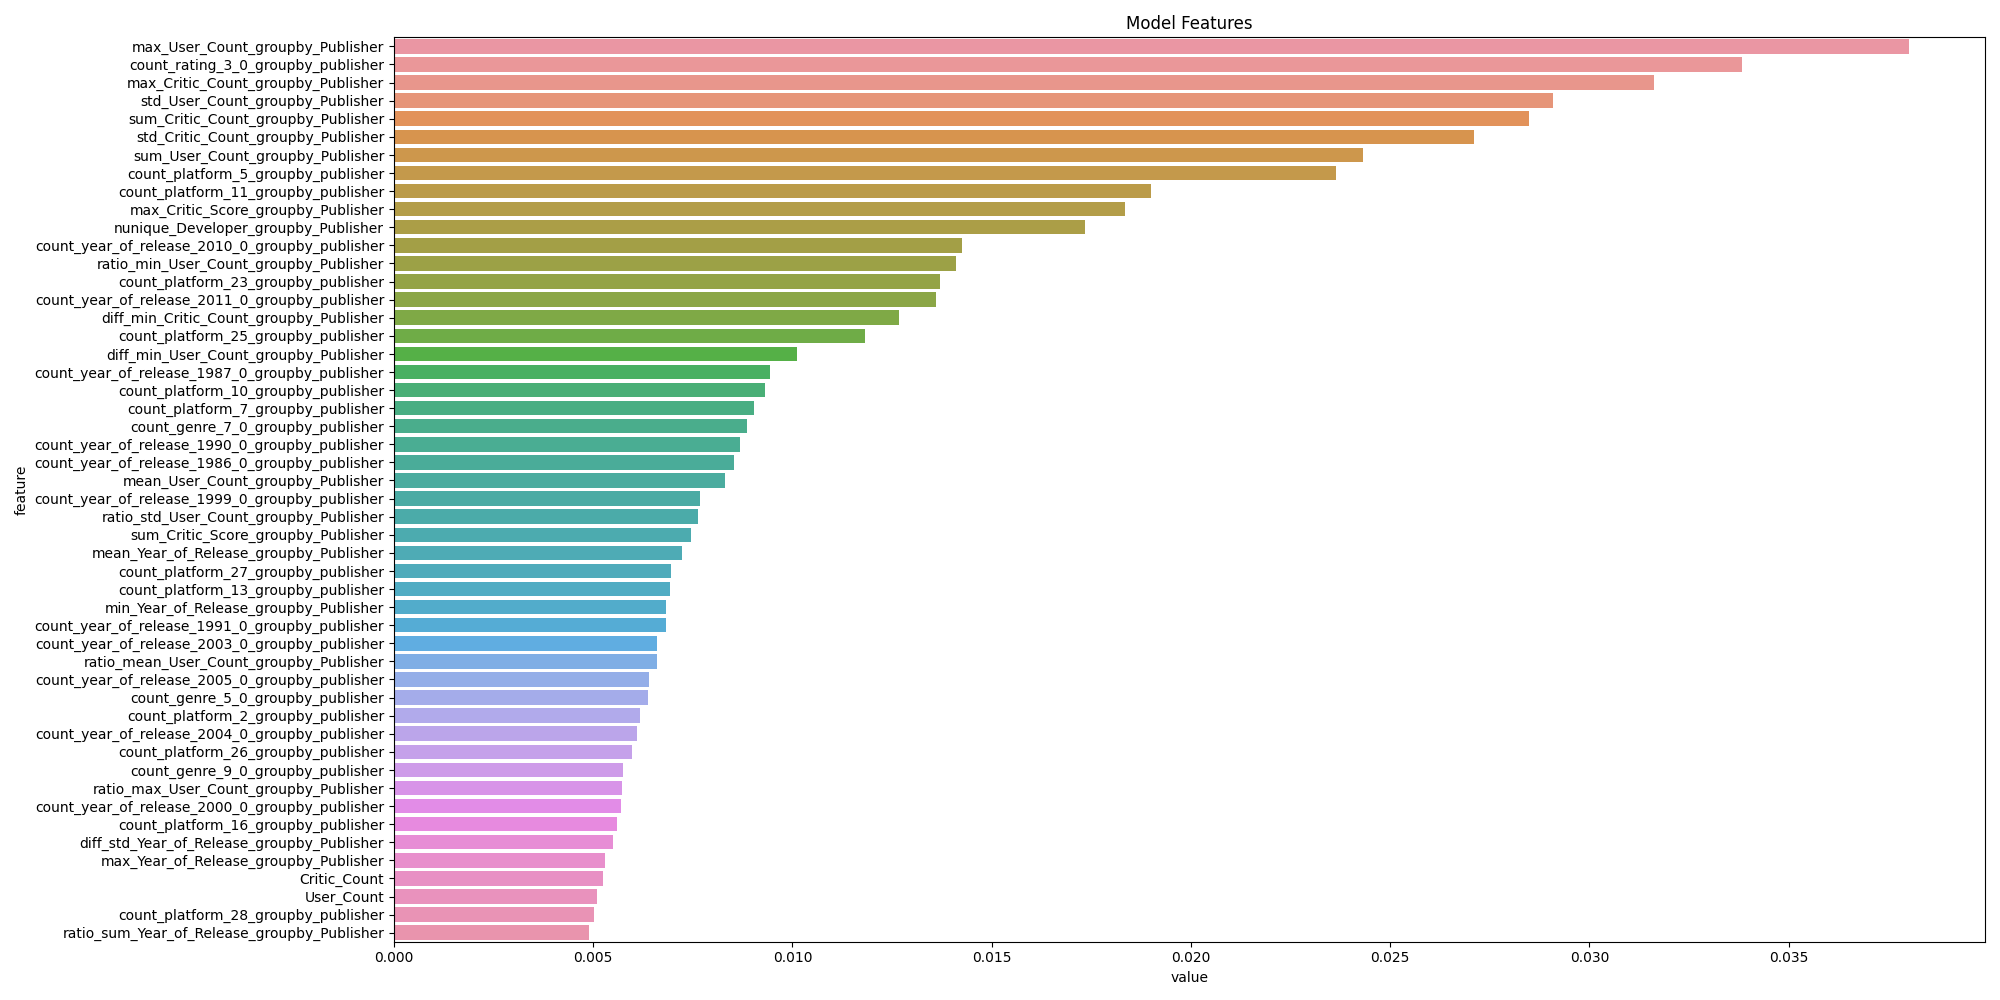 Model Features
max_User_Count_groupby_Publisher
count_rating_3_0_groupby_publisher
max_Critic_Count_groupby_Publisher
std_User_Count_groupby_Publisher
sum_Critic_Count_groupby_Publisher
std_Critic_Count_groupby_Publisher
sum_User_Count_groupby_Publisher
count_platform_5_groupby_publisher
count_platform_11_groupby_publisher
max_Critic_Score_groupby_Publisher
nunique_Developer_groupby_Publisher
count_year_of_release_2010_0_groupby_publisher
ratio_min_User_Count_groupby_Publisher
count_platform_23_groupby_publisher
count_year_of_release_2011_0_groupby_publisher
diff_min_Critic_Count_groupby_Publisher
count_platform_25_groupby_publisher
diff_min_User_Count_groupby_Publisher
count_year_of_release_1987_0_groupby_publisher
count_platform_10_groupby_publisher
count_platform_7_groupby_publisher
count_genre_7_0_groupby_publisher
count_year_of_release_1990_0_groupby_publisher
count_year_of_release_1986_0_groupby_publisher
mean_User_Count_groupby_Publisher
count_year_of_release_1999_0_groupby_publisher
ratio_std_User_Count_groupby_Publisher
sum_Critic_Score_groupby_Publisher
mean_Year_of_Release_groupby_Publisher
count_platform_27_groupby_publisher
count_platform_13_groupby_publisher
min_Year_of_Release_groupby_Publisher
count_year_of_release_1991_0_groupby_publisher
count_year_of_release_2003_0_groupby_publisher
ratio_mean_User_Count_groupby_Publisher
count_year_of_release_2005_0_groupby_publisher
count_genre_5_0_groupby_publisher
count_platform_2_groupby_publisher
count_year_of_release_2004_0_groupby_publisher
count_platform_26_groupby_publisher
count_genre_9_0_groupby_publisher
ratio_max_User_Count_groupby_Publisher
count_year_of_release_2000_0_groupby_publisher
count_platform_16_groupby_publisher
diff_std_Year_of_Release_groupby_Publisher
max_Year_of_Release_groupby_Publisher
Critic_Count
User_Count
count_platform_28_groupby_publisher
ratio_sum_Year_of_Release_groupby_Publisher
feature
0.000 0.005 0.010 0.015 0.020 0.025 0.030 0.035
value